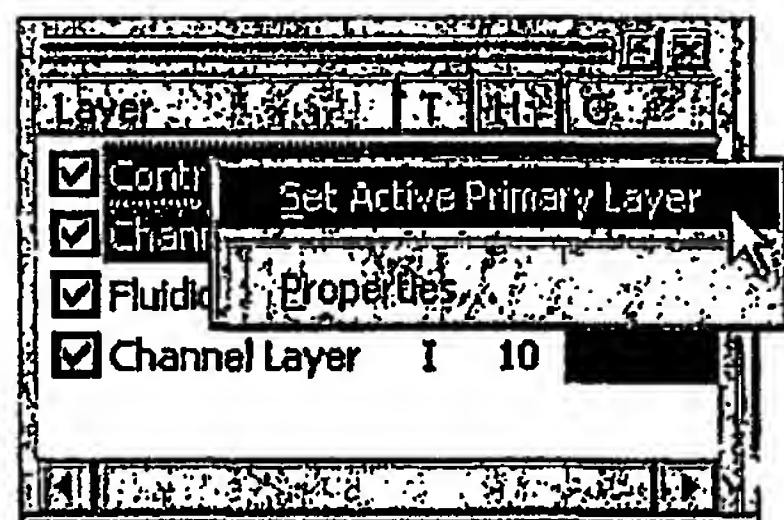 Layer T H C
Contr
Set Active Primary Layer
Chann
Fluidic
Properties
Channel Layer I 10